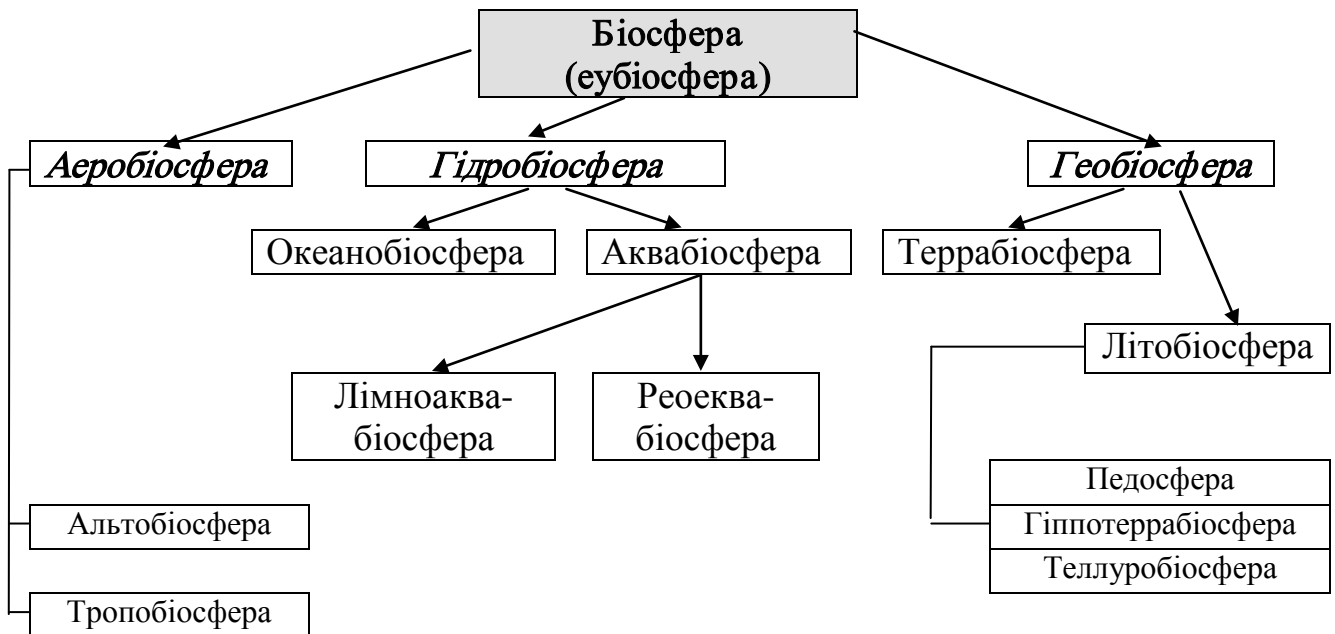 Біосфера
(еубіосфера)
Аеробіосфера
Гідробіосфера
Геобіосфера
Океанобіосфера
Аквабіосфера
Террабіосфера
Літобіосфера
Лімноаква-
біосфера
Реоеква-
біосфера
Педосфера
Альтобіосфера
Гіппотеррабіосфера
Теллуробіосфера
Тропобіосфера